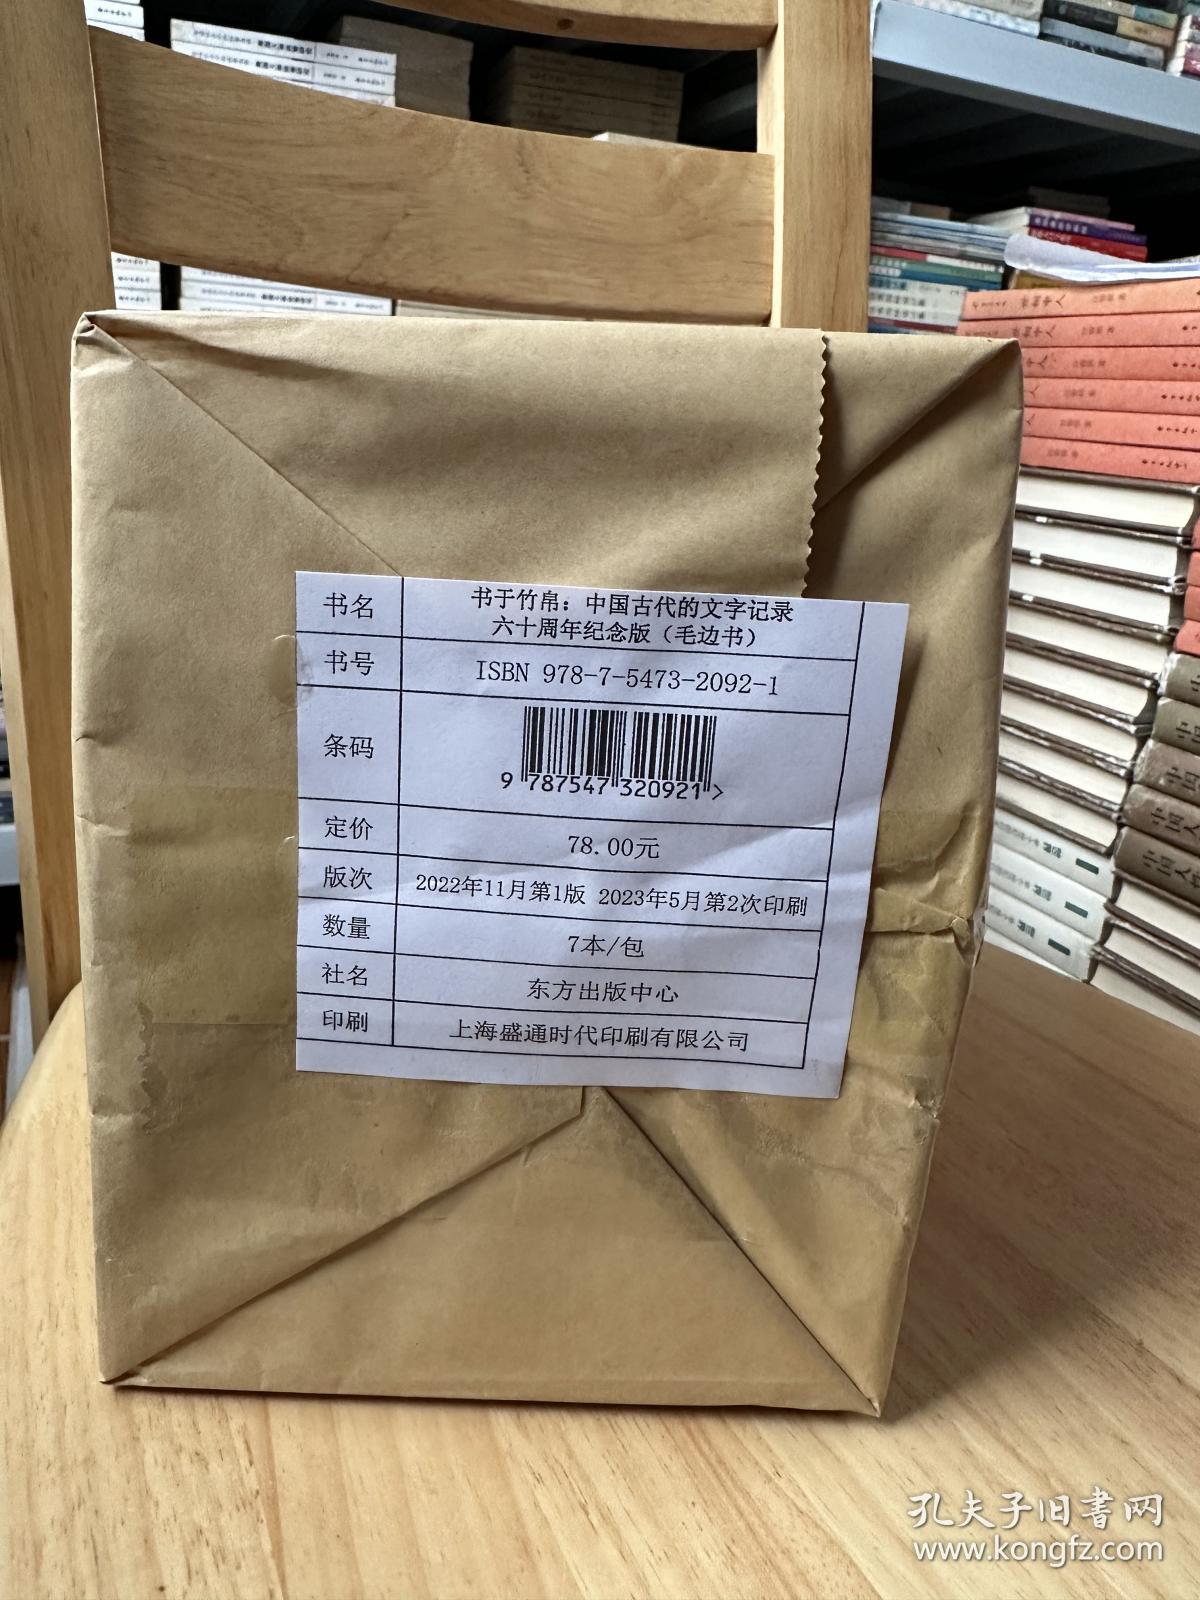 书名
书于竹帛：中国古代的文字记录
六十周年纪念版（毛边书）
书号
ISBN 978-7-5473-2092-1
条码
9 787547 320921 >
定价
78.00元
版次
2022年11月第1版 2023年5月第2次印刷
数量
7本/包
社名
东方出版中心
印刷
上海盛通时代印刷有限公司
孔夫子旧书网
www.kongfz.com